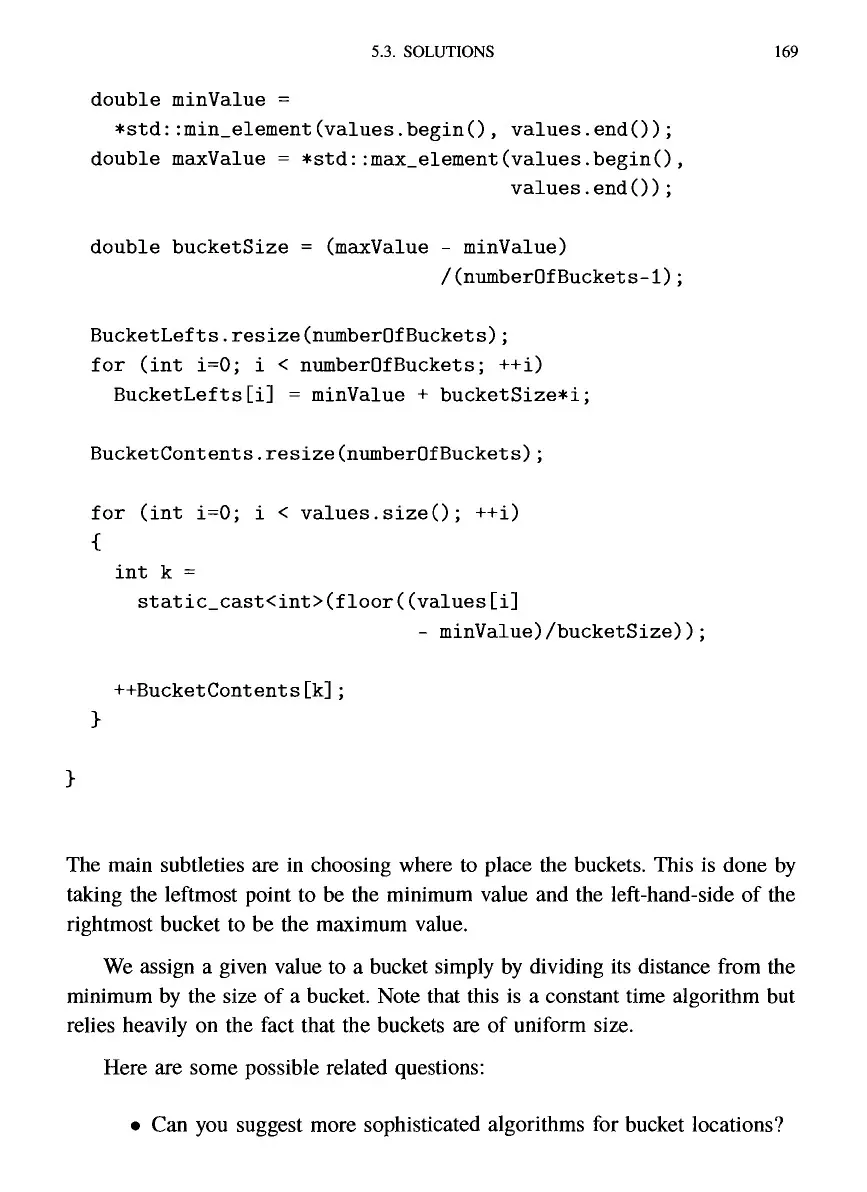 5.3. SOLUTIONS 169
double minValue =
*std::min_element(values.begin(), values.end());
double maxValue = *std::max_element(values.begin(),
values.end());
double bucketSize = (maxValue - minValue)
/(numberOfBuckets-1);
BucketLefts.resize(numberOfBuckets);
for (int i=0; i < numberOfBuckets; ++i)
BucketLefts[i] = minValue + bucketSize*i;
BucketContents.resize(numberOfBuckets);
for (int i=0; i < values.size(); ++i)
{
int k =
static_cast<int>(floor((values[i]
- minValue)/bucketSize));
++BucketContents[k];
}
}
The main subtleties are in choosing where to place the buckets. This is done by
taking the leftmost point to be the minimum value and the left-hand-side of the
rightmost bucket to be the maximum value.
We assign a given value to a bucket simply by dividing its distance from the
minimum by the size of a bucket. Note that this is a constant time algorithm but
relies heavily on the fact that the buckets are of uniform size.
Here are some possible related questions:
• Can you suggest more sophisticated algorithms for bucket locations?